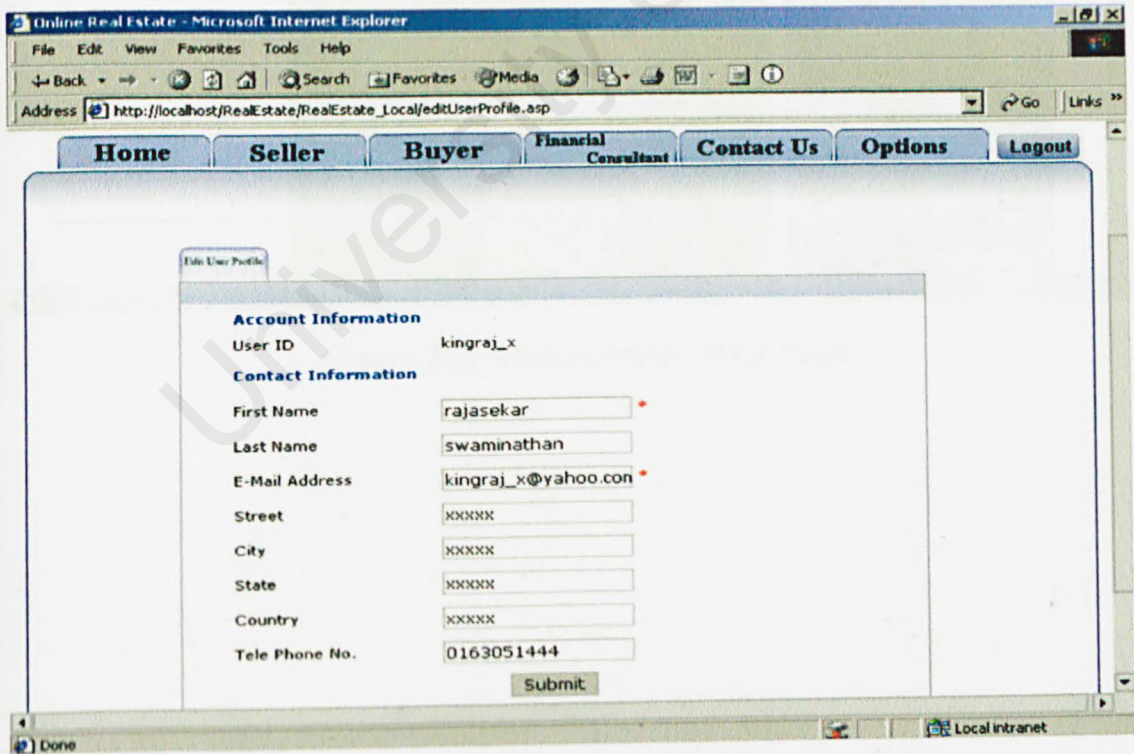 Online Real Estate - Microsoft Internet Explorer
File Edit View Favorites Tools Help
Back Search Favorites Media
Address http://localhost/RealEstate/RealEstate_Local/editUserProfile.asp Go Links »
Home Seller Buyer Financial Consultant Contact Us Options Logout
Edit User Profile
Account Information
User ID kingraj_x
Contact Information
First Name rajasekar *
Last Name swaminathan
E-Mail Address kingraj_x@yahoo.con *
Street xxxxx
City xxxxx
State xxxxx
Country xxxxx
Tele Phone No. 0163051444
Submit
Done Local intranet
University